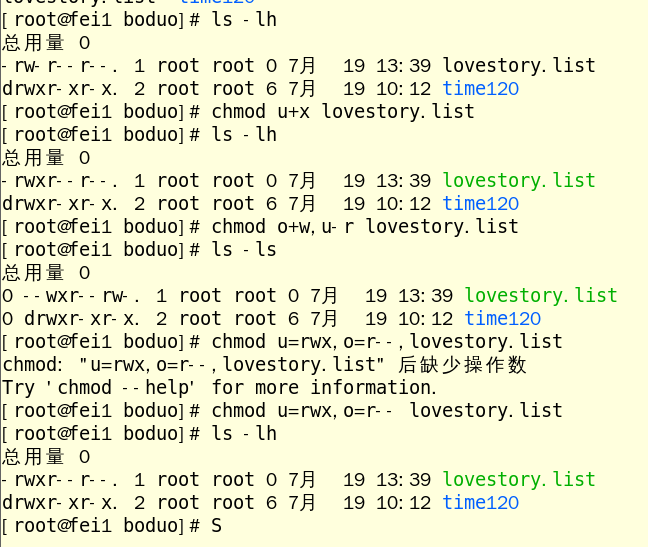 lovestory.list time120
[root@fei1 boduo]# ls -lh
总用量 0
-rw-r--r--. 1 root root 0 7月 19 13:39 lovestory.list
drwxr-xr-x. 2 root root 6 7月 19 10:12 time120
[root@fei1 boduo]# chmod u+x lovestory.list
[root@fei1 boduo]# ls -lh
总用量 0
-rwxr--r--. 1 root root 0 7月 19 13:39 lovestory.list
drwxr-xr-x. 2 root root 6 7月 19 10:12 time120
[root@fei1 boduo]# chmod o+w,u-r lovestory.list
[root@fei1 boduo]# ls -ls
总用量 0
0 --wxr--rw-. 1 root root 0 7月 19 13:39 lovestory.list
0 drwxr-xr-x. 2 root root 6 7月 19 10:12 time120
[root@fei1 boduo]# chmod u=rwx,o=r--,lovestory.list
chmod: "u=rwx,o=r--,lovestory.list" 后缺少操作数
Try 'chmod --help' for more information.
[root@fei1 boduo]# chmod u=rwx,o=r-- lovestory.list
[root@fei1 boduo]# ls -lh
总用量 0
-rwxr--r--. 1 root root 0 7月 19 13:39 lovestory.list
drwxr-xr-x. 2 root root 6 7月 19 10:12 time120
[root@fei1 boduo]# S